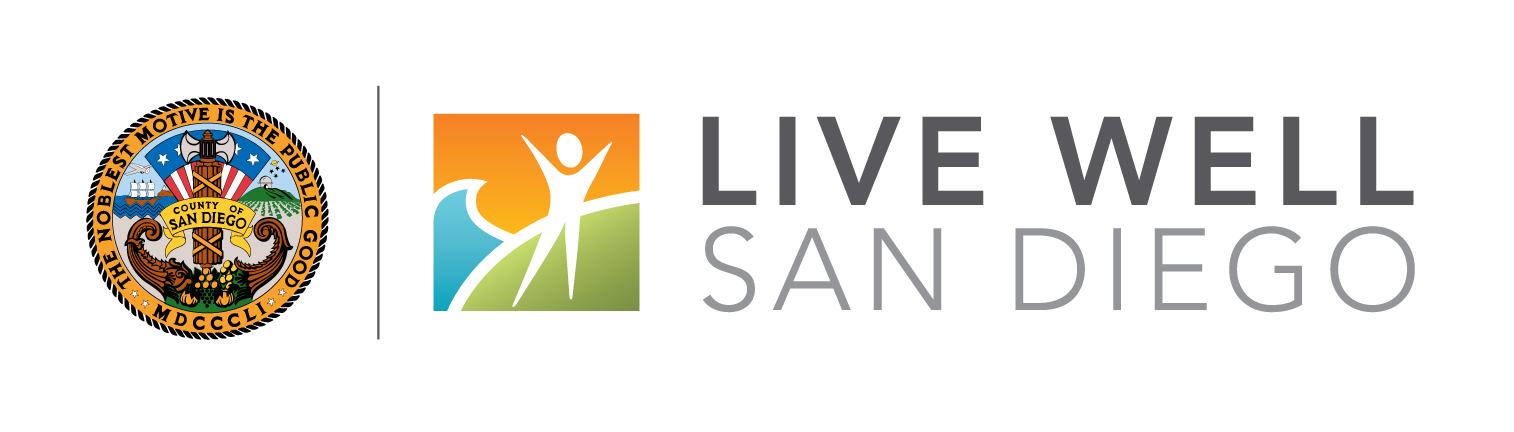 THE NOBLEST MOTIVE IS THE PUBLIC GOOD
COUNTY OF
SAN DIEGO
MDCCCLI
LIVE WELL
SAN DIEGO